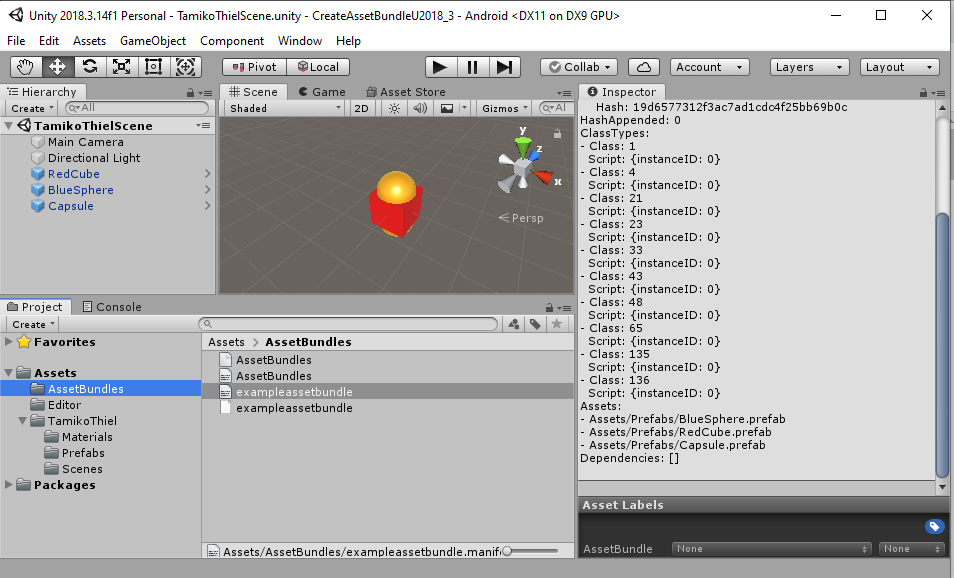 Unity 2018.3.14f1 Personal - TamikoThielScene.unity - CreateAssetBundleU2018_3 - Android <DX11 on DX9 GPU>
File Edit Assets GameObject Component Window Help
Pivot Local Collab Account Layers Layout
Hierarchy
Create All
TamikoThielScene
Main Camera
Directional Light
RedCube
BlueSphere
Capsule
Scene Game Asset Store
Shaded 2D Gizmos All
y
z
x
Persp
Project Console
Create
Favorites
Assets
AssetBundles
Editor
TamikoThiel
Materials
Prefabs
Scenes
Packages
Assets > AssetBundles
AssetBundles
AssetBundles
exampleassetbundle
exampleassetbundle
Assets/AssetBundles/exampleassetbundle.manif
Inspector
Hash: 19d6577312f3ac7ad1cdc4f25bb69b0c
HashAppended: 0
ClassTypes:
- Class: 1
Script: {instanceID: 0}
- Class: 4
Script: {instanceID: 0}
- Class: 21
Script: {instanceID: 0}
- Class: 23
Script: {instanceID: 0}
- Class: 33
Script: {instanceID: 0}
- Class: 43
Script: {instanceID: 0}
- Class: 48
Script: {instanceID: 0}
- Class: 65
Script: {instanceID: 0}
- Class: 135
Script: {instanceID: 0}
- Class: 136
Script: {instanceID: 0}
Assets:
- Assets/Prefabs/BlueSphere.prefab
- Assets/Prefabs/RedCube.prefab
- Assets/Prefabs/Capsule.prefab
Dependencies: []
Asset Labels
AssetBundle None None